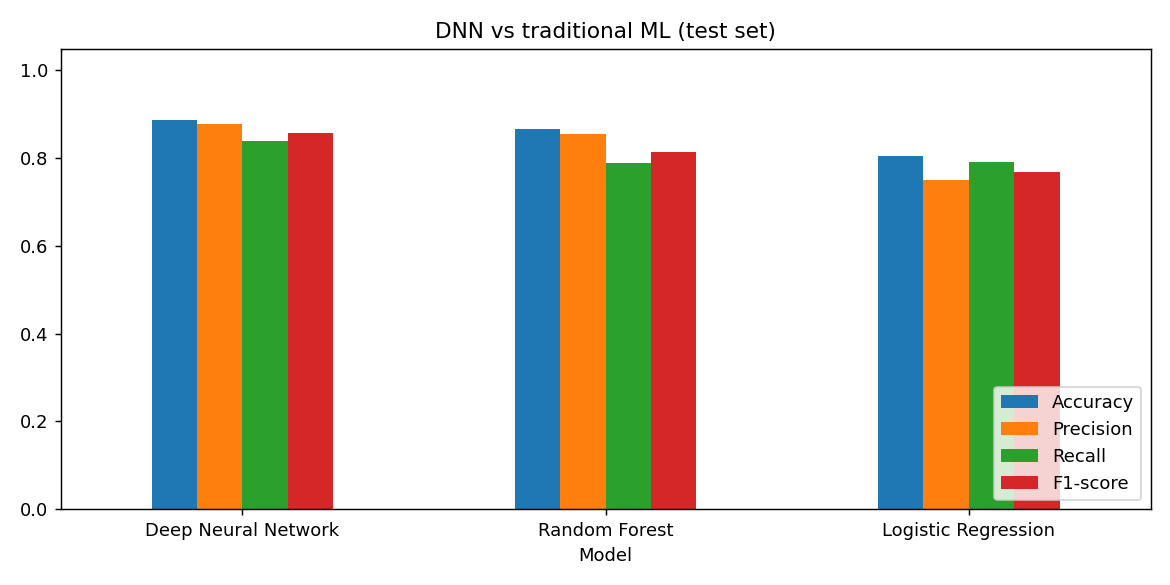 DNN vs traditional ML (test set)
1.0
0.8
0.6
0.4
0.2
0.0
Accuracy
Precision
Recall
F1-score
Deep Neural Network
Random Forest
Logistic Regression
Model